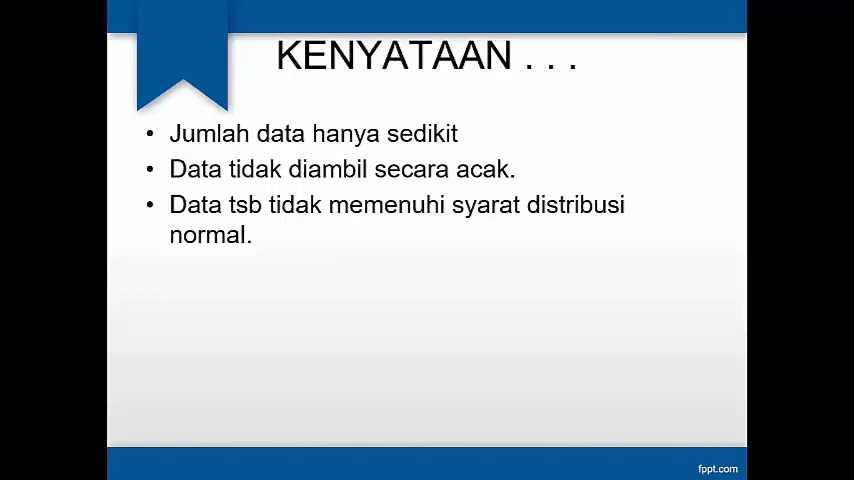 KENYATAAN . . .
• Jumlah data hanya sedikit
• Data tidak diambil secara acak.
• Data tsb tidak memenuhi syarat distribusi
normal.
fppt.com